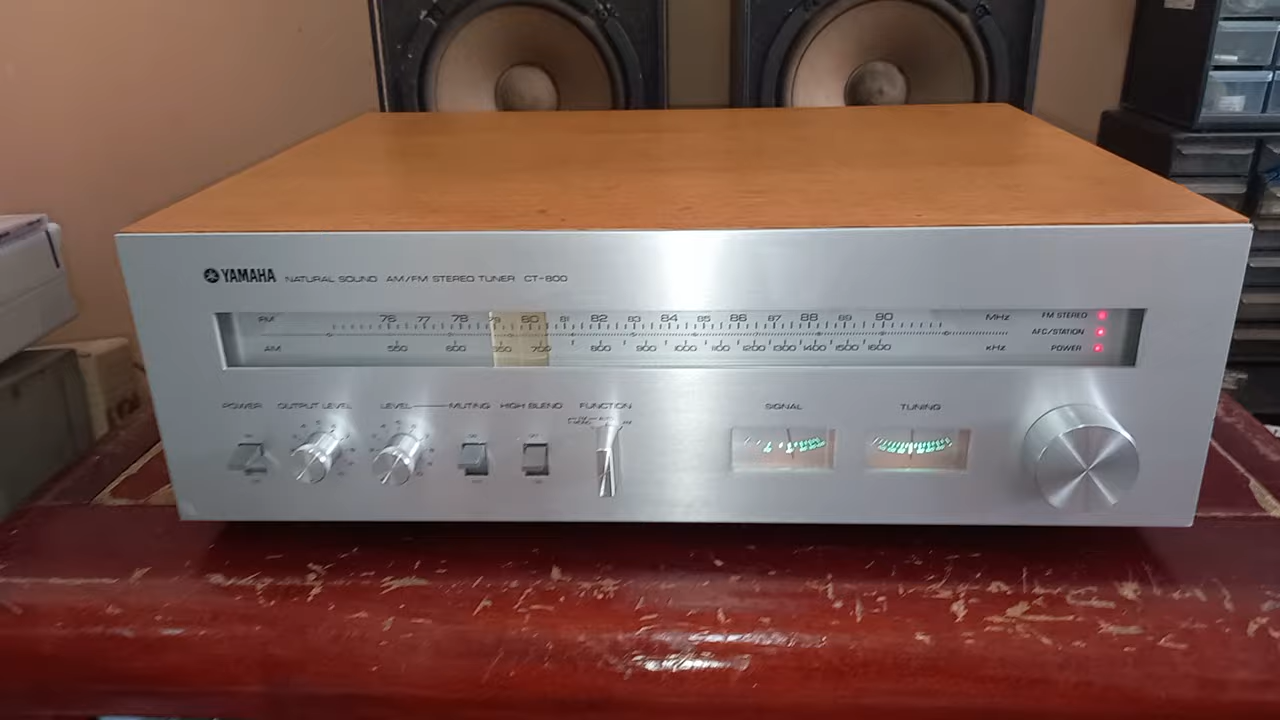 YAMAHA NATURAL SOUND AM/FM STEREO TUNER CT-800
FM 76 77 78 79 80 81 82 83 84 85 86 87 88 89 90 MHz FM STEREO
AFC/STATION
AM 550 600 700 800 900 1000 1100 1200 1300 1400 1500 1600 KHz POWER
POWER OUTPUT LEVEL LEVEL MUTING HIGH BLEND FUNCTION SIGNAL TUNING